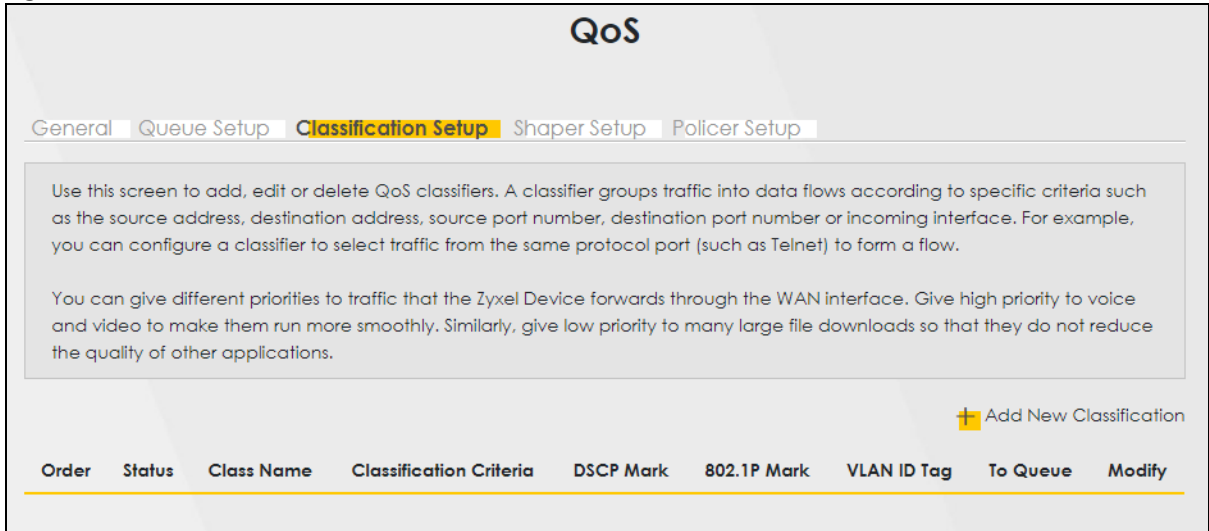 QoS
General Queue Setup Classification Setup Shaper Setup Policer Setup
Use this screen to add, edit or delete QoS classifiers. A classifier groups traffic into data flows according to specific criteria such
as the source address, destination address, source port number, destination port number or incoming interface. For example,
you can configure a classifier to select traffic from the same protocol port (such as Telnet) to form a flow.
You can give different priorities to traffic that the Zyxel Device forwards through the WAN interface. Give high priority to voice
and video to make them run more smoothly. Similarly, give low priority to many large file downloads so that they do not reduce
the quality of other applications.
+ Add New Classification
Order Status Class Name Classification Criteria DSCP Mark 802.1P Mark VLAN ID Tag To Queue Modify